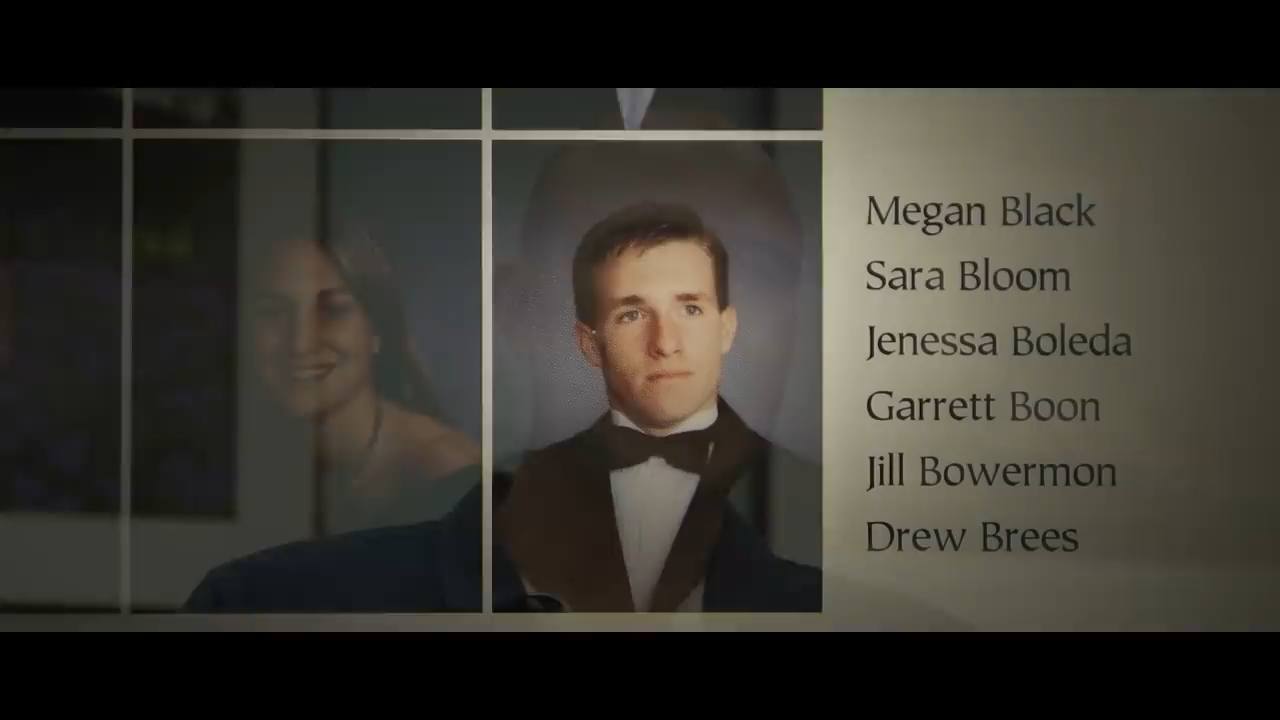 Megan Black
Sara Bloom
Jenessa Boleda
Garrett Boon
Jill Bowermon
Drew Brees